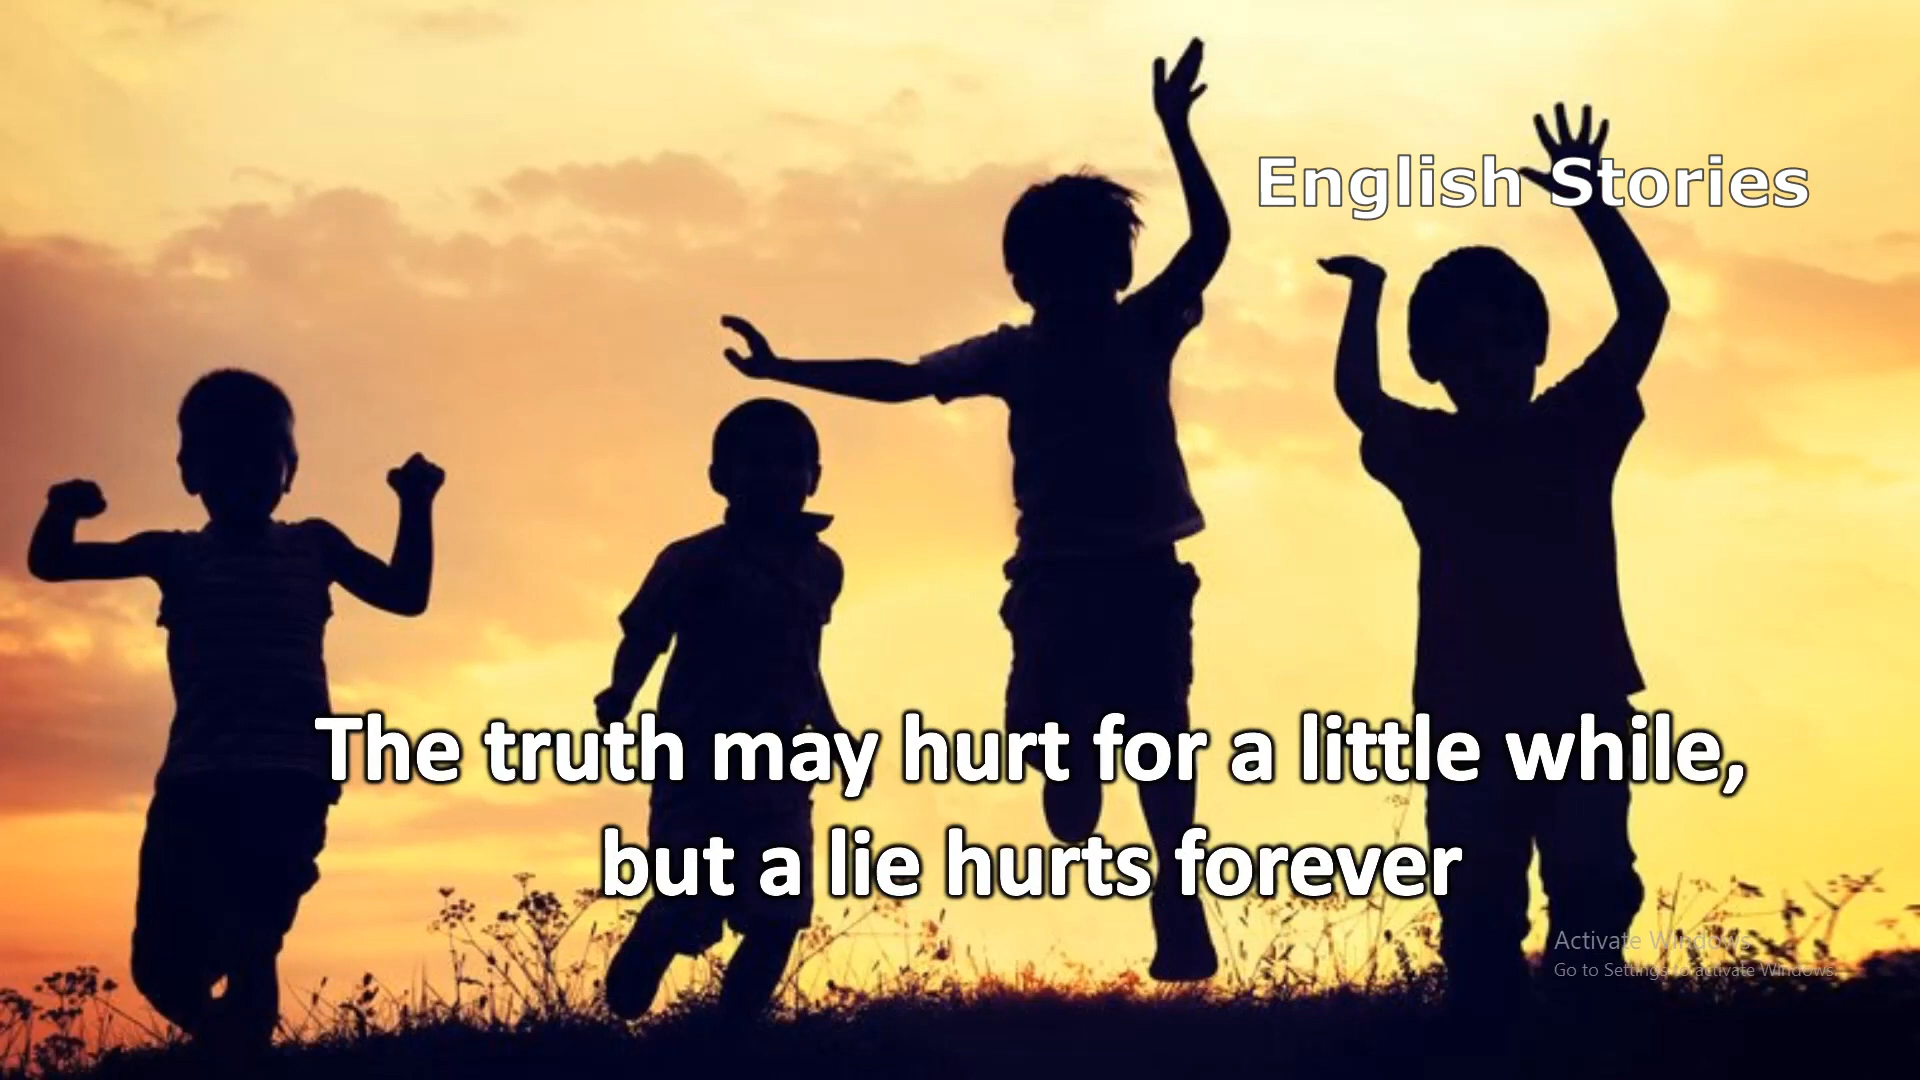 English Stories
The truth may hurt for a little while,
but a lie hurts forever
Activate Windows
Go to Settings to activate Windows.